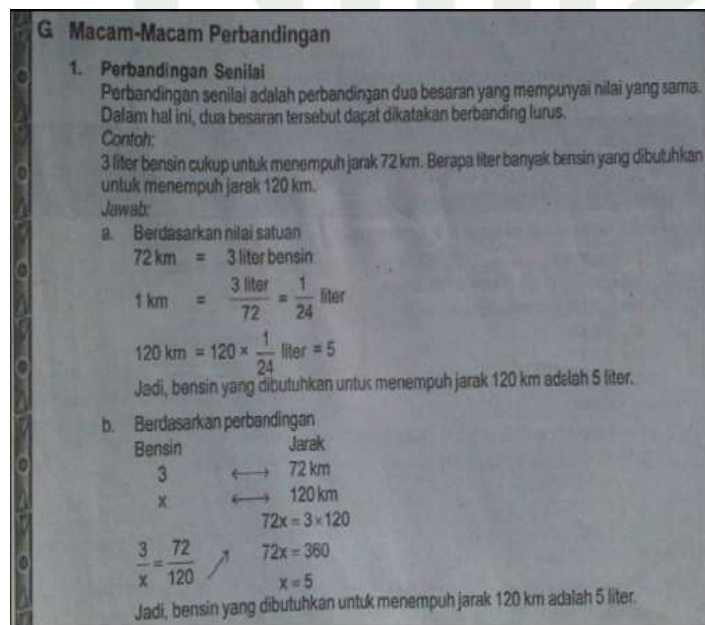 G. Macam-Macam Perbandingan
1. Perbandingan Senilai
Perbandingan senilai adalah perbandingan dua besaran yang mempunyai nilai yang sama.
Dalam hal ini, dua besaran tersebut dapat dikatakan berbanding lurus.
Contoh:
3 liter bensin cukup untuk menempuh jarak 72 km. Berapa liter banyak bensin yang dibutuhkan
untuk menempuh jarak 120 km.
Jawab:
a. Berdasarkan nilai satuan
72 km = 3 liter bensin
1 km = 3 liter/72 = 1/24 liter
120 km = 120 × 1/24 liter = 5
Jadi, bensin yang dibutuhkan untuk menempuh jarak 120 km adalah 5 liter.
b. Berdasarkan perbandingan
Bensin Jarak
3 ⟷ 72 km
x ⟷ 120 km
72x = 3 × 120
3/x = 72/120 ↗ 72x = 360
x = 5
Jadi, bensin yang dibutuhkan untuk menempuh jarak 120 km adalah 5 liter.